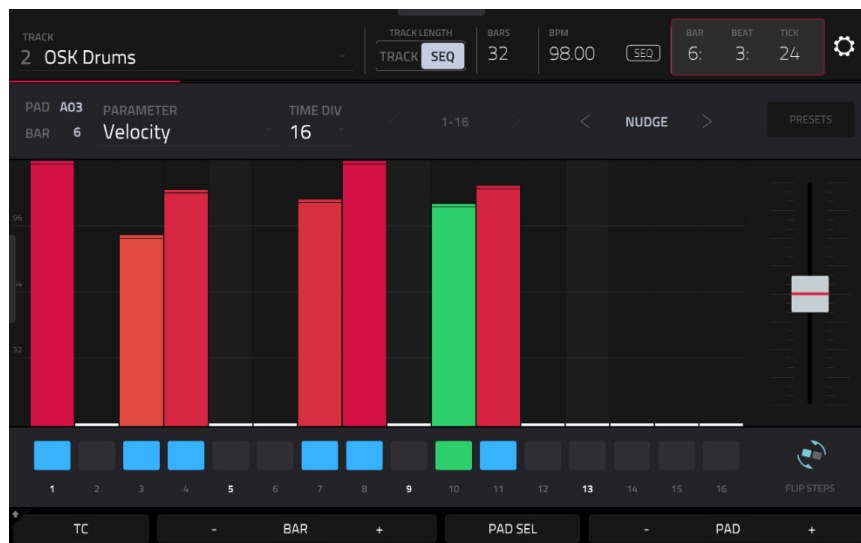 TRACK TRACK LENGTH BARS BPM BAR BEAT TICK
2 OSK Drums TRACK SEQ 32 98.00 SEQ 6: 3: 24
PAD A03 PARAMETER TIME DIV
BAR 6 Velocity 16 < 1-16 > < NUDGE > PRESETS
96
32
1 2 3 4 5 6 7 8 9 10 11 12 13 14 15 16 FLIP STEPS
TC - BAR + PAD SEL - PAD +